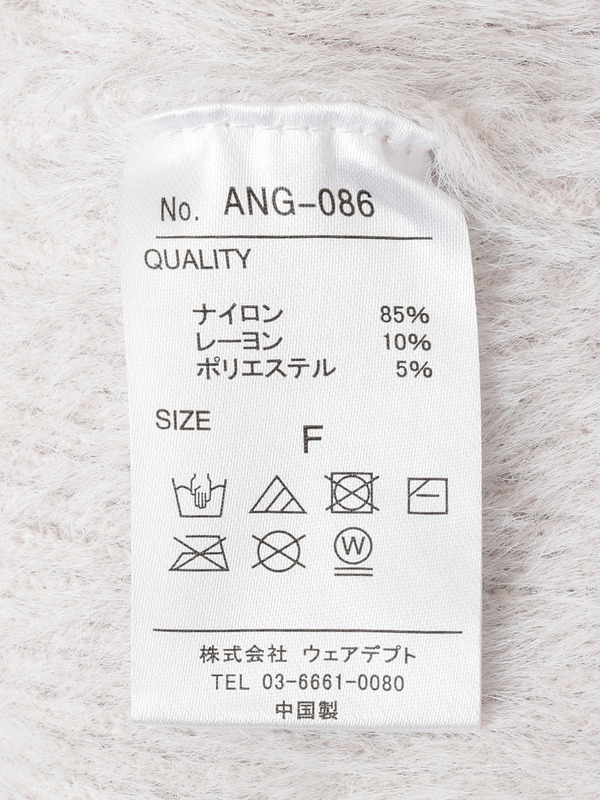 No. ANG-086
QUALITY
ナイロン 85%
レーヨン 10%
ポリエステル 5%
SIZE
F
W
株式会社 ウェアデプト
TEL 03-6661-0080
中国製